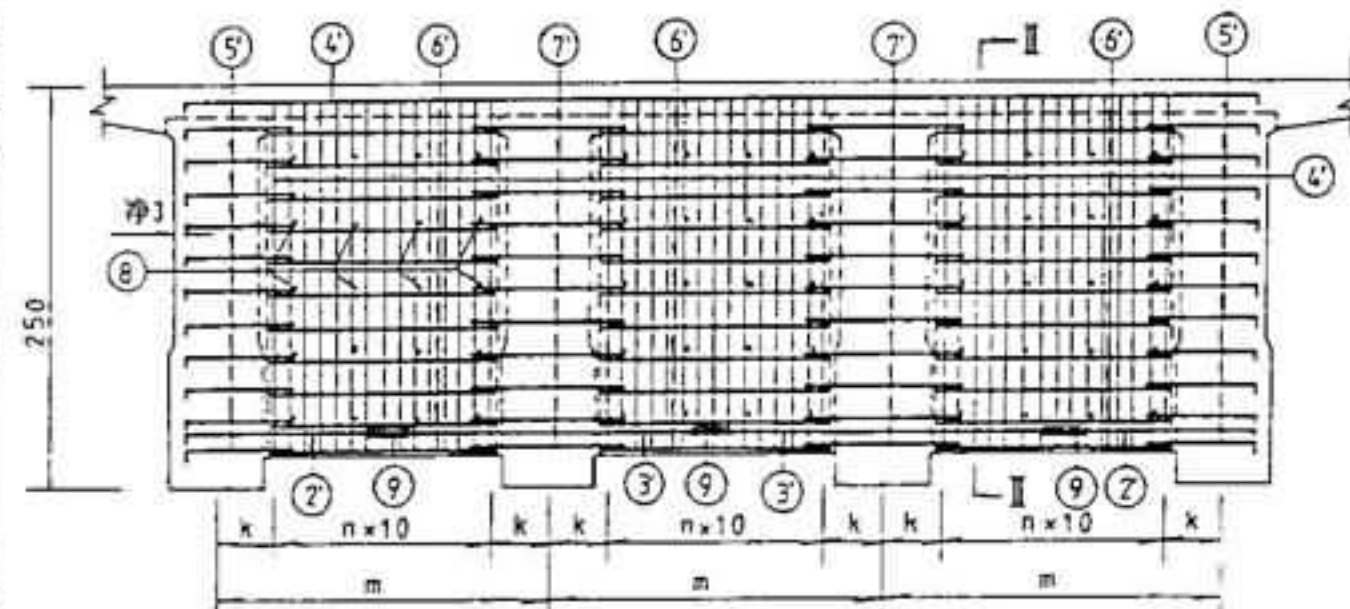 5' 4' 6' 7' 6' 7' Ⅱ 6' 5'
4'
净3
8
250
2' 9 3' 9 3' Ⅱ 9 2'
k n×10 k k n×10 k k n×10 k
m m m